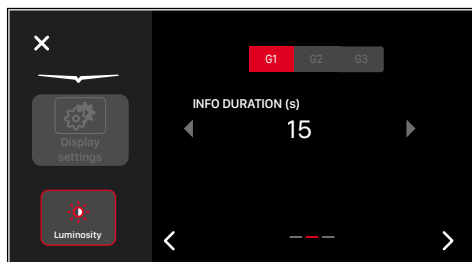 G1 G2 G3
INFO DURATION (s)
15
Display
settings
Luminosity